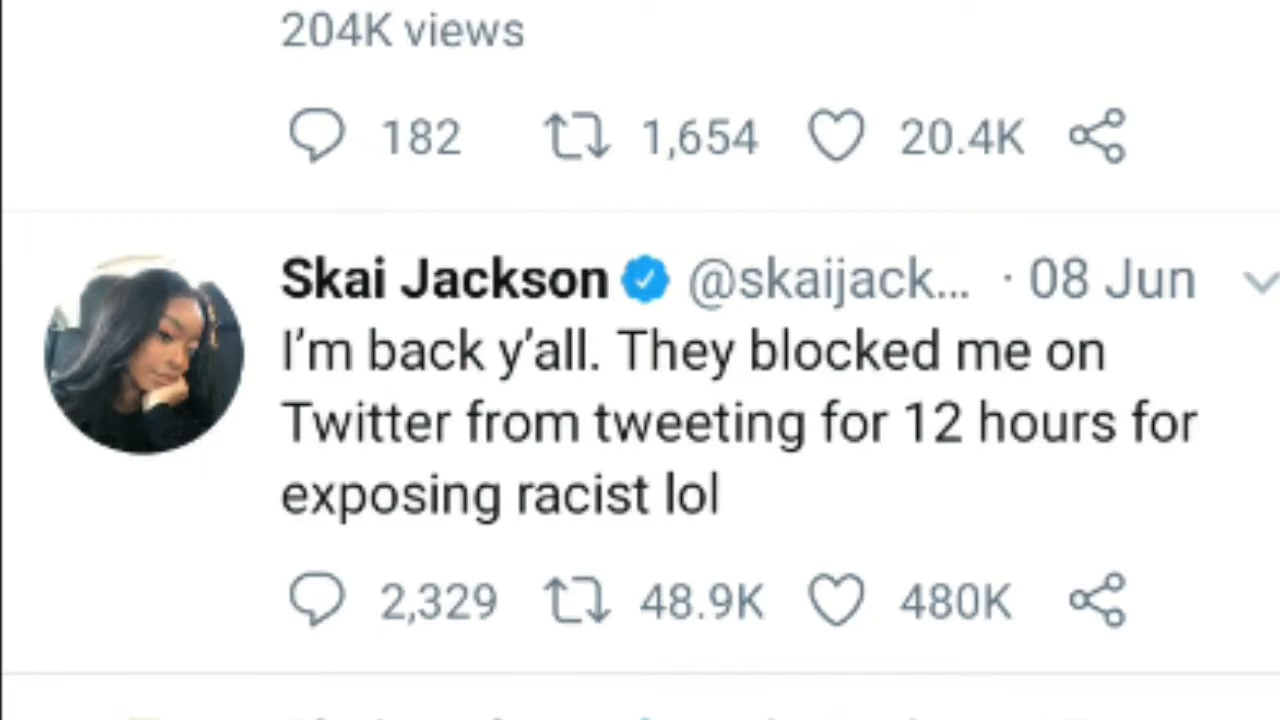 204K views
182 1,654 20.4K
Skai Jackson @skaijack... · 08 Jun
I'm back y'all. They blocked me on
Twitter from tweeting for 12 hours for
exposing racist lol
2,329 48.9K 480K